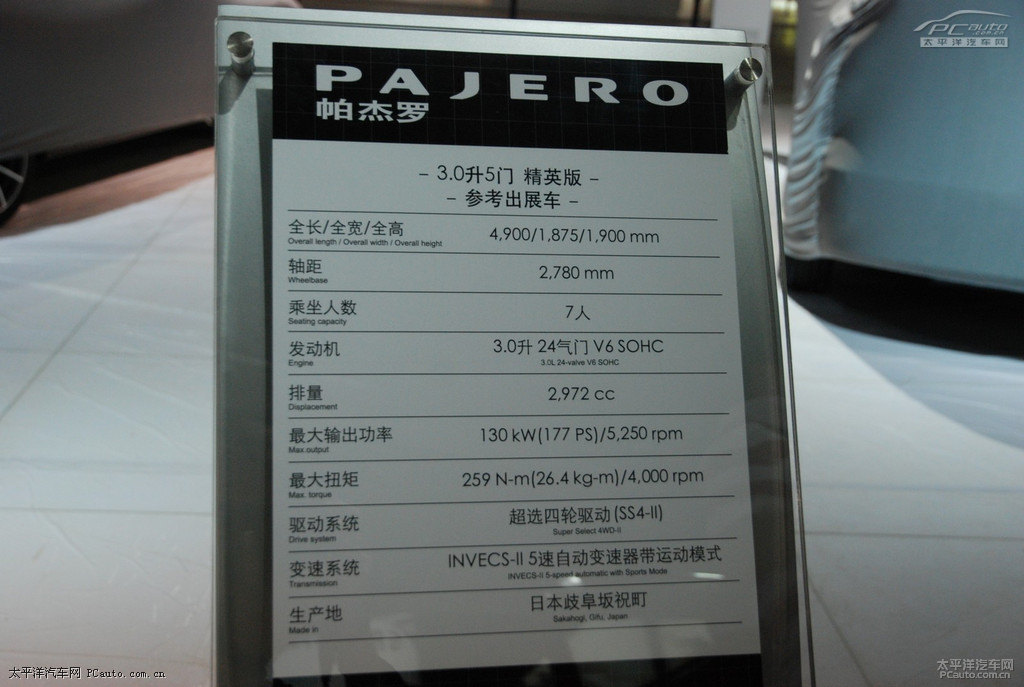 PCauto
.com.cn
太平洋汽车网
PAJERO
帕杰罗
– 3.0升5门 精英版 –
– 参考出展车 –
全长/全宽/全高 4,900/1,875/1,900 mm
Overall length / Overall width / Overall height
轴距 2,780 mm
Wheelbase
乘坐人数 7人
Seating capacity
发动机 3.0升 24气门 V6 SOHC
Engine 3.0L 24-valve V6 SOHC
排量 2,972 cc
Displacement
最大输出功率 130 kW(177 PS)/5,250 rpm
Max.output
最大扭矩 259 N-m(26.4 kg-m)/4,000 rpm
Max. torque
驱动系统 超选四轮驱动(SS4-II)
Drive system Super Select 4WD-II
变速系统 INVECS-II 5速自动变速器带运动模式
Transmission INVECS-II 5-speed automatic with Sports Mode
生产地 日本歧阜坂祝町
Made in Sakahogi, Gifu, Japan
太平洋汽车网 PCauto.com.cn
太平洋汽车网
PCauto.com.cn